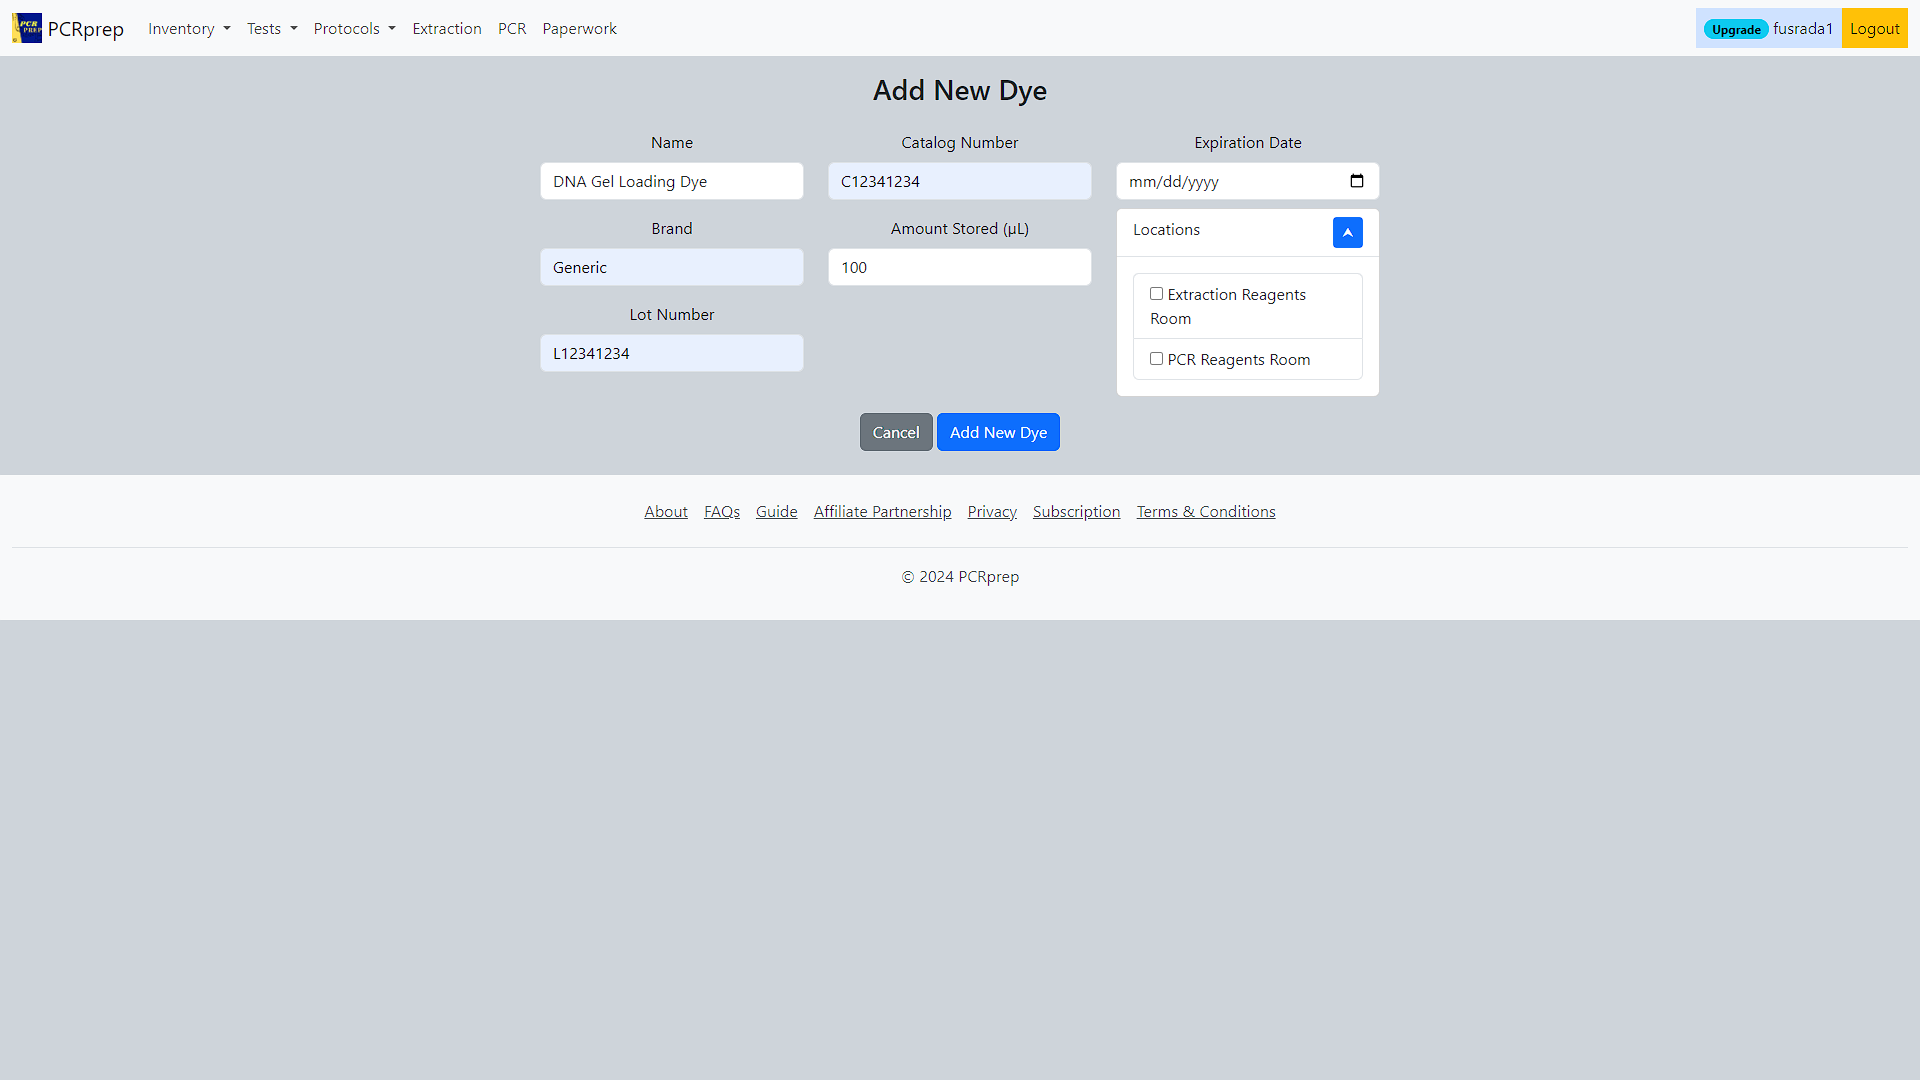 PCR PREP PCRprep Inventory Tests Protocols Extraction PCR Paperwork Upgrade fusrada1 Logout
Add New Dye
Name Catalog Number Expiration Date
DNA Gel Loading Dye C12341234 mm/dd/yyyy
Brand Amount Stored (µL) Locations
Generic 100
Extraction Reagents
Room
Lot Number
L12341234 PCR Reagents Room
Cancel Add New Dye
About FAQs Guide Affiliate Partnership Privacy Subscription Terms & Conditions
© 2024 PCRprep